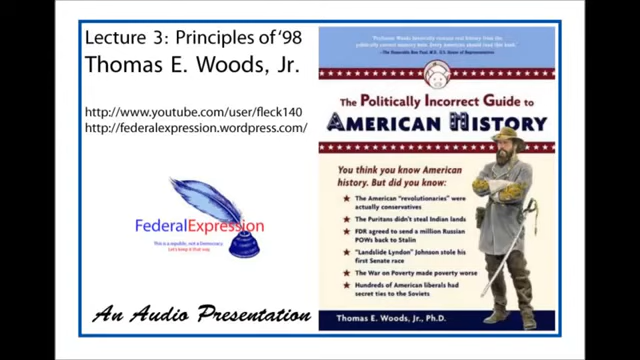 Lecture 3: Principles of '98
Thomas E. Woods, Jr.
http://www.youtube.com/user/fleck140
http://federalexpression.wordpress.com/
FederalExpression
This is a republic, not a Democracy.
Let's keep it that way.
An Audio Presentation
The Politically Incorrect Guide to
AMERICAN HISTORY
You think you know American
history. But did you know:
★ The American "revolutionaries" were
actually conservatives
★ The Puritans didn't steal Indian lands
★ FDR agreed to send a million Russian
POWs back to Stalin
★ "Landslide Lyndon" Johnson stole his
first Senate race
★ The War on Poverty made poverty worse
★ Hundreds of American liberals had
secret ties to the Soviets
Thomas E. Woods, Jr., Ph.D.